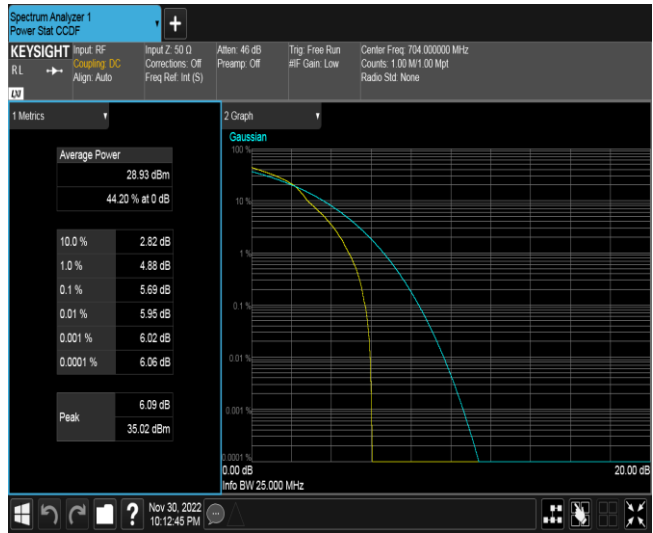 Spectrum Analyzer 1
Power Stat CCDF
+
KEYSIGHT
RL
LXI
Input: RF
Coupling: DC
Align: Auto
Input Z: 50 Ω
Corrections: Off
Freq Ref: Int (S)
Atten: 46 dB
Preamp: Off
Trig: Free Run
#IF Gain: Low
Center Freq: 704.000000 MHz
Counts: 1.00 M/1.00 Mpt
Radio Std: None
1 Metrics
Average Power
28.93 dBm
44.20 % at 0 dB
10.0 % 2.82 dB
1.0 % 4.88 dB
0.1 % 5.69 dB
0.01 % 5.95 dB
0.001 % 6.02 dB
0.0001 % 6.06 dB
Peak 6.09 dB
35.02 dBm
2 Graph
Gaussian
100 %
10 %
1 %
0.1 %
0.01 %
0.001 %
0.0001 %
0.00 dB 20.00 dB
Info BW 25.000 MHz
?
Nov 30, 2022
10:12:45 PM